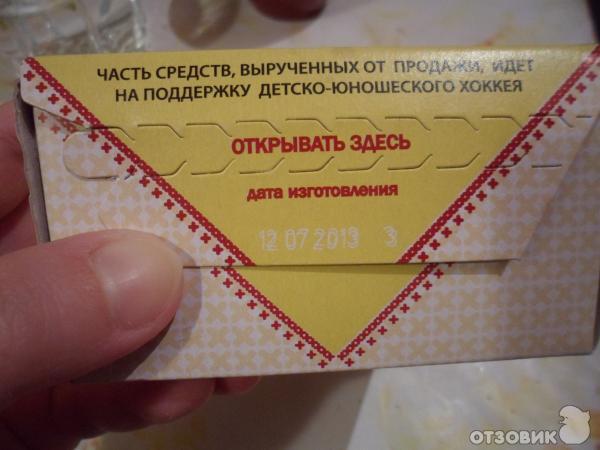 ЧАСТЬ СРЕДСТВ, ВЫРУЧЕННЫХ ОТ ПРОДАЖИ, ИДЕТ
НА ПОДДЕРЖКУ ДЕТСКО-ЮНОШЕСКОГО ХОККЕЯ
ОТКРЫВАТЬ ЗДЕСЬ
дата изготовления
12 07 2013 3
ОТЗОВИК